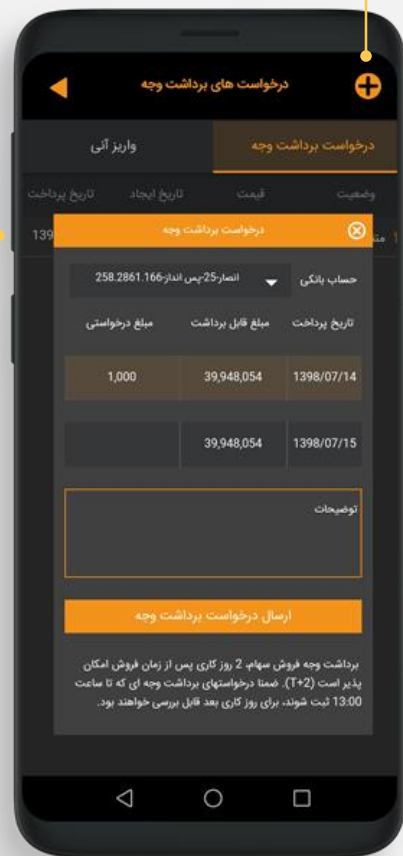 درخواست های برداشت وجه
درخواست برداشت وجه واریز آنی
وضعیت قیمت تاریخ ایجاد تاریخ پرداخت
139
درخواست برداشت وجه
حساب بانکی انصار-25-پس انداز-258.2861.166
تاریخ پرداخت مبلغ قابل برداشت مبلغ درخواستی
1398/07/14 39,948,054 1,000
1398/07/15 39,948,054
توضیحات
ارسال درخواست برداشت وجه
برداشت وجه فروش سهام، 2 روز کاری پس از زمان فروش امکان
پذیر است (T+2). ضمنا درخواستهای برداشت وجه ای که تا ساعت
13:00 ثبت شوند، برای روز کاری بعد قابل بررسی خواهند بود.